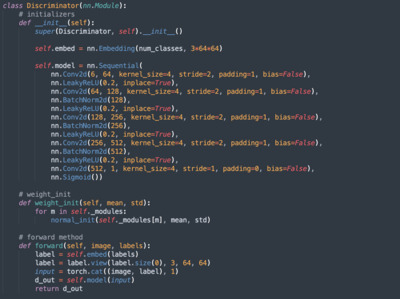 class Discriminator(nn.Module):
    # initializers
    def __init__(self):
        super(Discriminator, self).__init__()

        self.embed = nn.Embedding(num_classes, 3*64*64)

        self.model = nn.Sequential(
            nn.Conv2d(6, 64, kernel_size=4, stride=2, padding=1, bias=False),
            nn.LeakyReLU(0.2, inplace=True),
            nn.Conv2d(64, 128, kernel_size=4, stride=2, padding=1, bias=False),
            nn.BatchNorm2d(128),
            nn.LeakyReLU(0.2, inplace=True),
            nn.Conv2d(128, 256, kernel_size=4, stride=2, padding=1, bias=False),
            nn.BatchNorm2d(256),
            nn.LeakyReLU(0.2, inplace=True),
            nn.Conv2d(256, 512, kernel_size=4, stride=2, padding=1, bias=False),
            nn.BatchNorm2d(512),
            nn.LeakyReLU(0.2, inplace=True),
            nn.Conv2d(512, 1, kernel_size=4, stride=1, padding=0, bias=False),
            nn.Sigmoid())

    # weight_init
    def weight_init(self, mean, std):
        for m in self._modules:
            normal_init(self._modules[m], mean, std)

    # forward method
    def forward(self, image, labels):
        label = self.embed(labels)
        label = label.view(label.size(0), 3, 64, 64)
        input = torch.cat((image, label), 1)
        d_out = self.model(input)
        return d_out